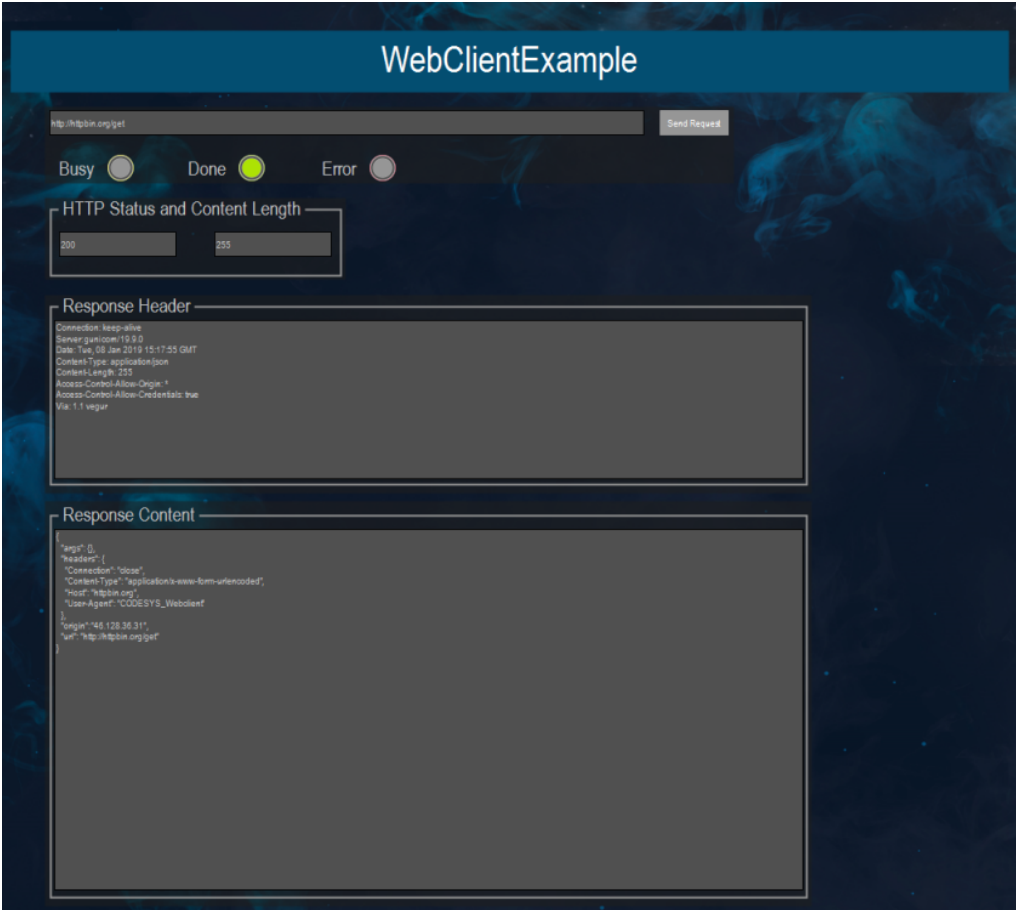 WebClientExample
http://httpbin.org/get
Send Request
Busy
Done
Error
HTTP Status and Content Length
200
255
Response Header
Connection: keep-alive
Server:gunicorn/19.9.0
Date: Tue, 08 Jan 2019 15:17:55 GMT
Content-Type: application/json
Content-Length: 255
Access-Control-Allow-Origin: *
Access-Control-Allow-Credentials: true
Via: 1.1 vegur
Response Content
{
"args": {},
"headers": {
"Connection": "close",
"Content-Type": "application/x-www-form-urlencoded",
"Host": "httpbin.org",
"User-Agent": "CODESYS_Webclient"
},
"origin":"46.128.36.31",
"url": "http://httpbin.org/get"
}